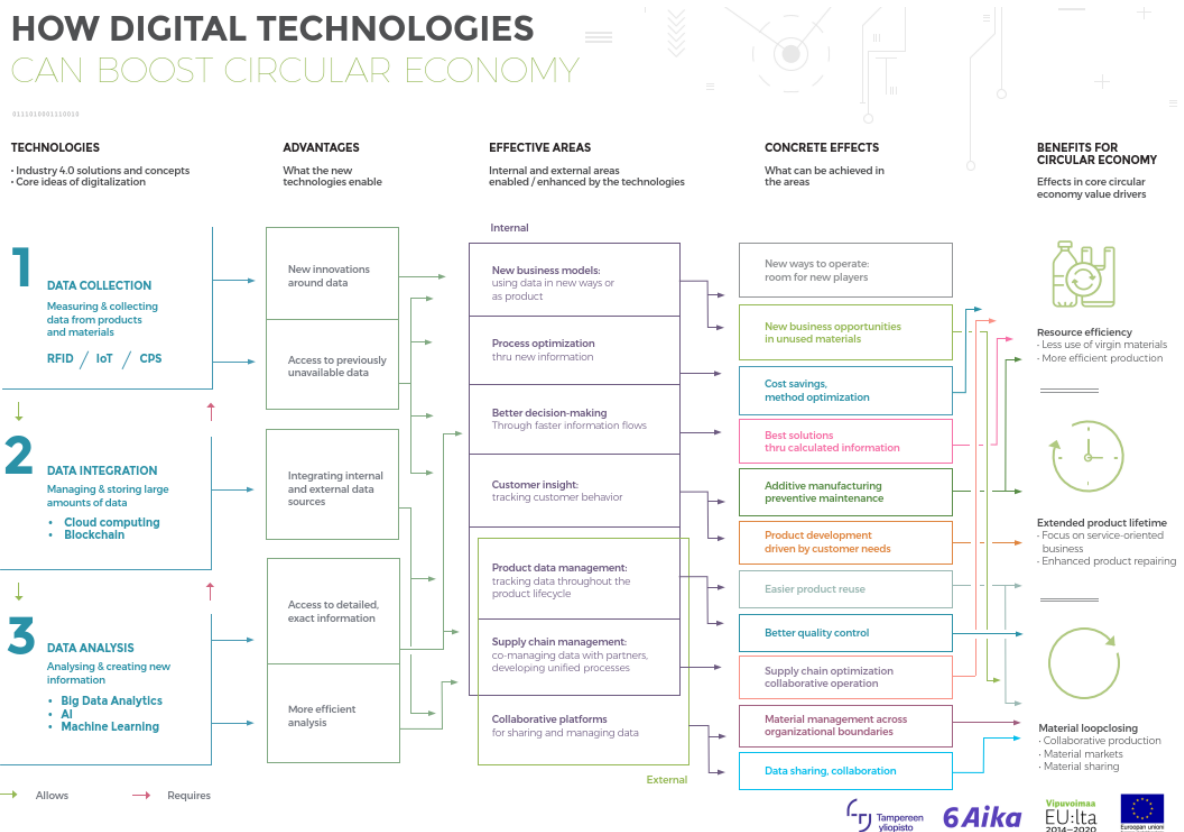 HOW DIGITAL TECHNOLOGIES
CAN BOOST CIRCULAR ECONOMY
0111010001110010
TECHNOLOGIES
• Industry 4.0 solutions and concepts
• Core ideas of digitalization
ADVANTAGES
What the new
technologies enable
EFFECTIVE AREAS
Internal and external areas
enabled / enhanced by the technologies
CONCRETE EFFECTS
What can be achieved in
the areas
BENEFITS FOR
CIRCULAR ECONOMY
Effects in core circular
economy value drivers
1
DATA COLLECTION
Measuring & collecting
data from products
and materials
RFID / IoT / CPS
2
DATA INTEGRATION
Managing & storing large
amounts of data
• Cloud computing
• Blockchain
3
DATA ANALYSIS
Analysing & creating new
information
• Big Data Analytics
• AI
• Machine Learning
Allows
Requires
New innovations
around data
Access to previously
unavailable data
Integrating internal
and external data
sources
Access to detailed,
exact information
More efficient
analysis
Internal
New business models:
using data in new ways or
as product
Process optimization
thru new information
Better decision-making
Through faster information flows
Customer insight:
tracking customer behavior
Product data management:
tracking data throughout the
product lifecycle
Supply chain management:
co-managing data with partners,
developing unified processes
Collaborative platforms
for sharing and managing data
External
New ways to operate:
room for new players
New business opportunities
in unused materials
Cost savings,
method optimization
Best solutions
thru calculated information
Additive manufacturing
preventive maintenance
Product development
driven by customer needs
Easier product reuse
Better quality control
Supply chain optimization
collaborative operation
Material management across
organizational boundaries
Data sharing, collaboration
Resource efficiency
• Less use of virgin materials
• More efficient production
Extended product lifetime
• Focus on service-oriented
business
• Enhanced product repairing
Material loopclosing
• Collaborative production
• Material markets
• Material sharing
Tampereen
yliopisto
6Aika
Vipuvoimaa
EU:lta
2014–2020
Euroopan unioni